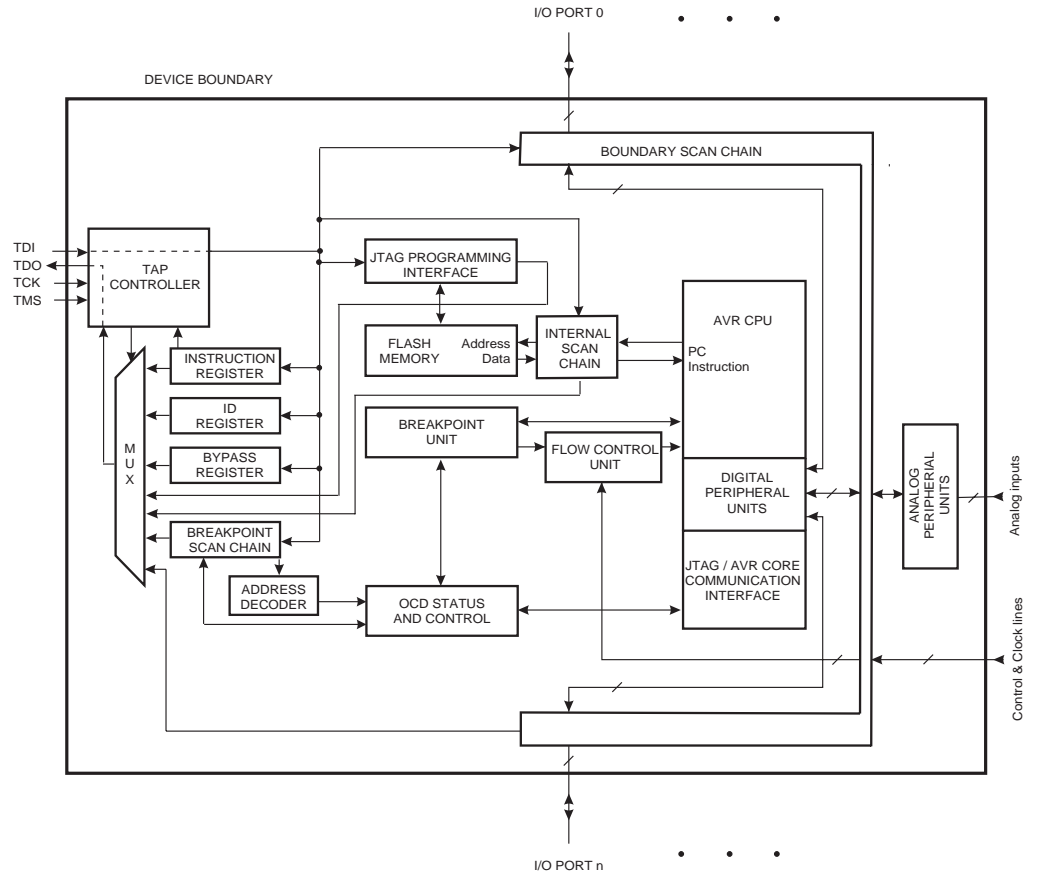 I/O PORT 0
DEVICE BOUNDARY
BOUNDARY SCAN CHAIN
TDI
TDO
TCK
TMS
TAP
CONTROLLER
JTAG PROGRAMMING
INTERFACE
FLASH
MEMORY
Address
Data
INTERNAL
SCAN
CHAIN
AVR CPU
PC
Instruction
INSTRUCTION
REGISTER
ID
REGISTER
BYPASS
REGISTER
M
U
X
BREAKPOINT
UNIT
FLOW CONTROL
UNIT
DIGITAL
PERIPHERAL
UNITS
ANALOG
PERIPHERIAL
UNITS
Analog inputs
BREAKPOINT
SCAN CHAIN
ADDRESS
DECODER
OCD STATUS
AND CONTROL
JTAG / AVR CORE
COMMUNICATION
INTERFACE
Control & Clock lines
I/O PORT n